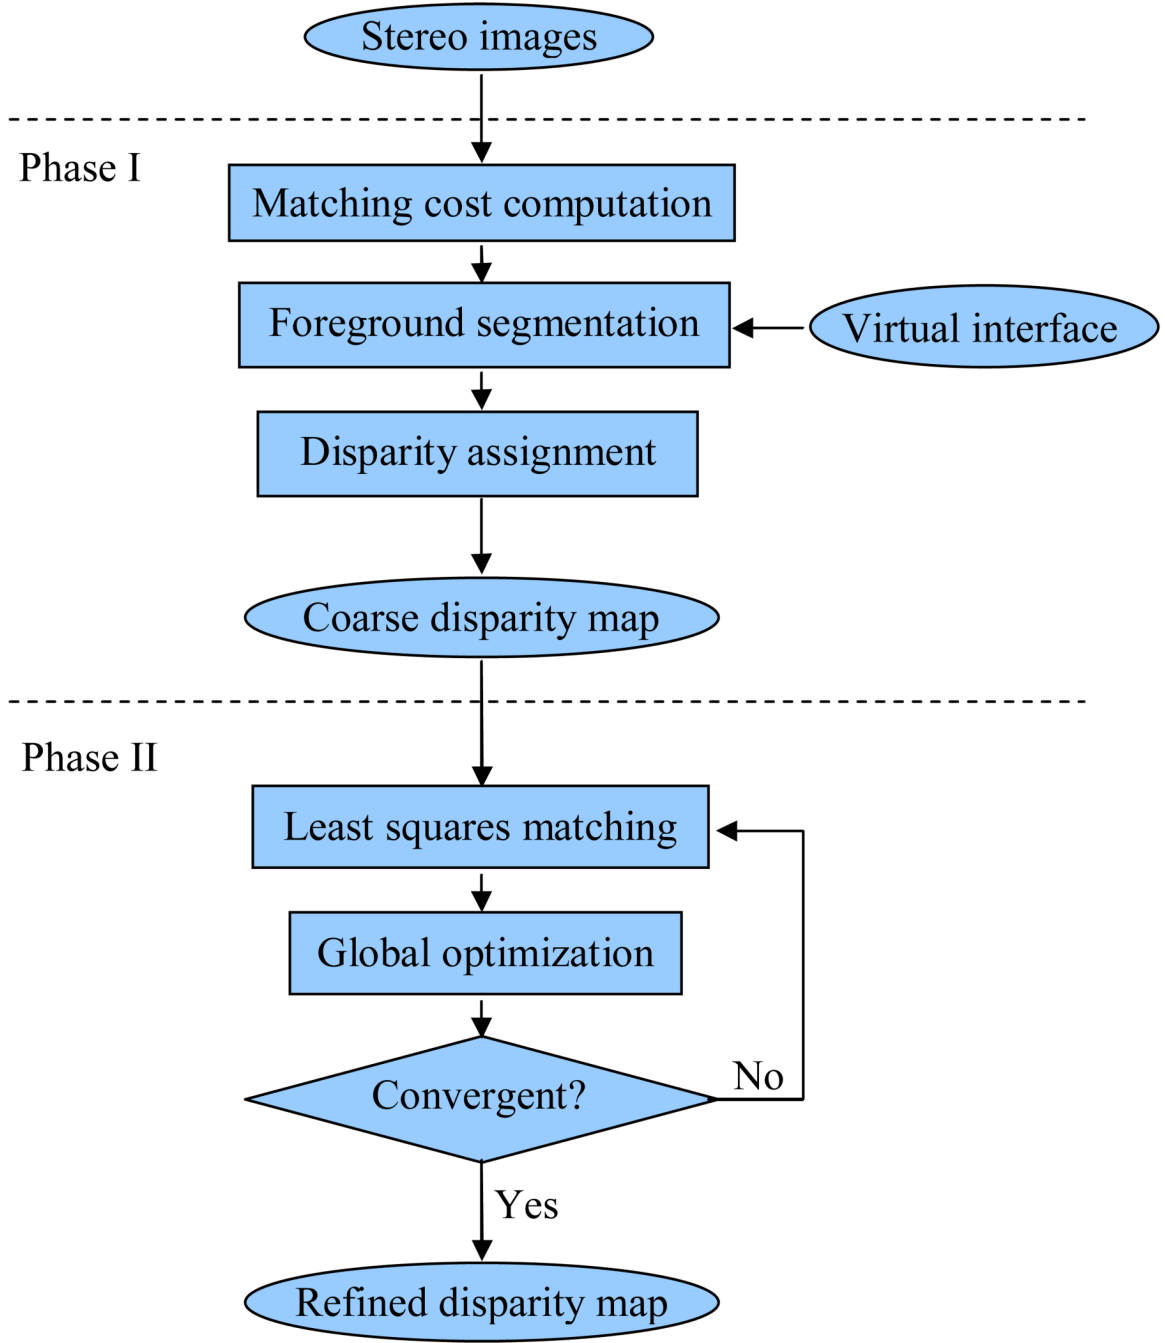 Stereo images
Phase I
Matching cost computation
Foreground segmentation
Virtual interface
Disparity assignment
Coarse disparity map
Phase II
Least squares matching
Global optimization
Convergent?
No
Yes
Refined disparity map